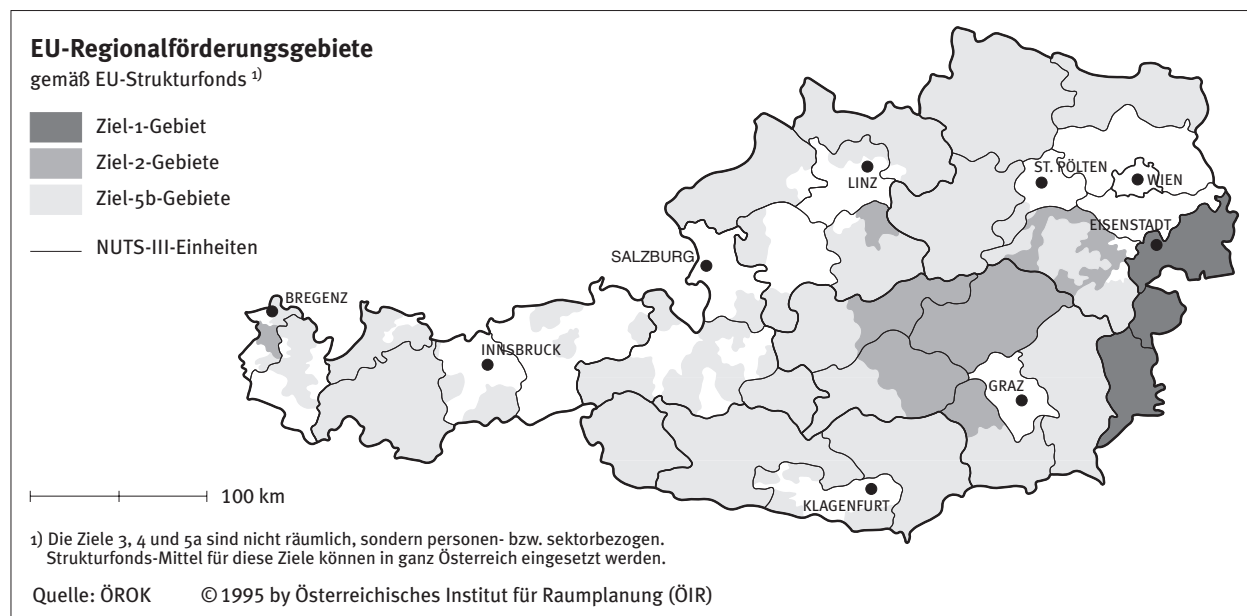 EU-Regionalförderungsgebiete
gemäß EU-Strukturfonds 1)
Ziel-1-Gebiet
Ziel-2-Gebiete
Ziel-5b-Gebiete
NUTS-III-Einheiten
LINZ
ST. PÖLTEN
WIEN
EISENSTADT
SALZBURG
BREGENZ
INNSBRUCK
GRAZ
KLAGENFURT
100 km
1) Die Ziele 3, 4 und 5a sind nicht räumlich, sondern personen- bzw. sektorbezogen.
Strukturfonds-Mittel für diese Ziele können in ganz Österreich eingesetzt werden.
Quelle: ÖROK © 1995 by Österreichisches Institut für Raumplanung (ÖIR)